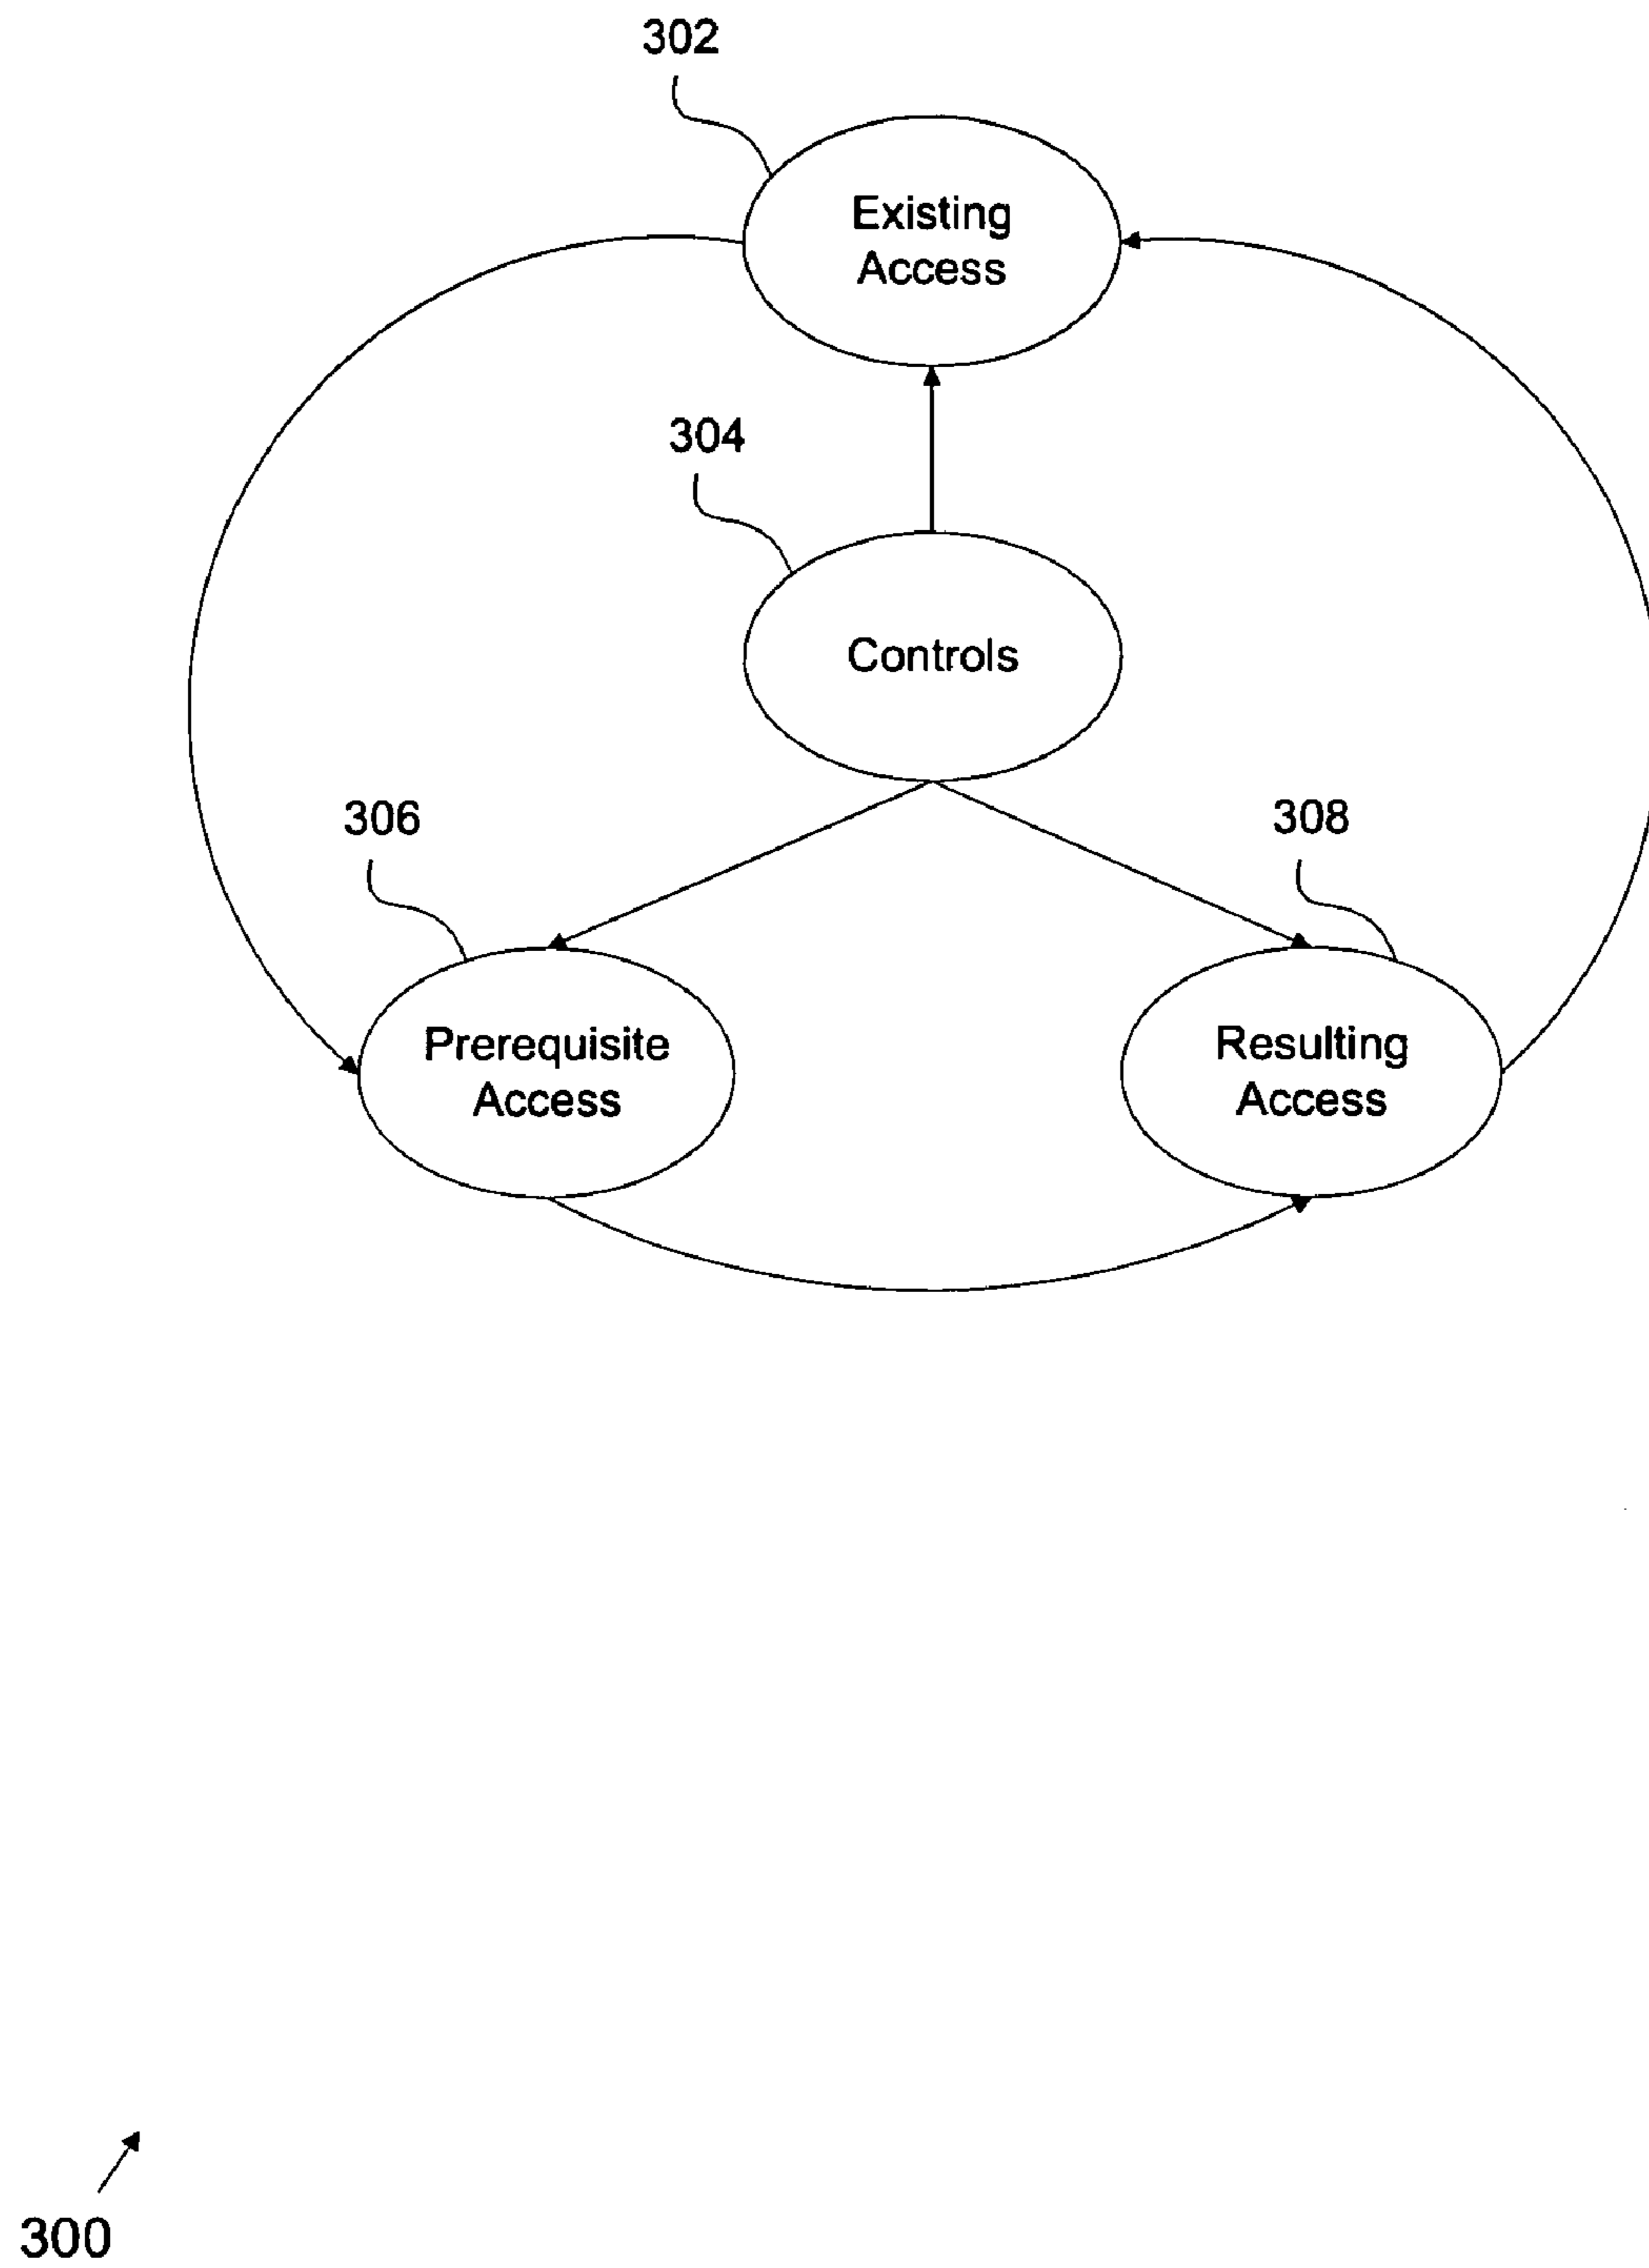 302
Existing
Access
304
Controls
306
308
Prerequisite
Access
Resulting
Access
300